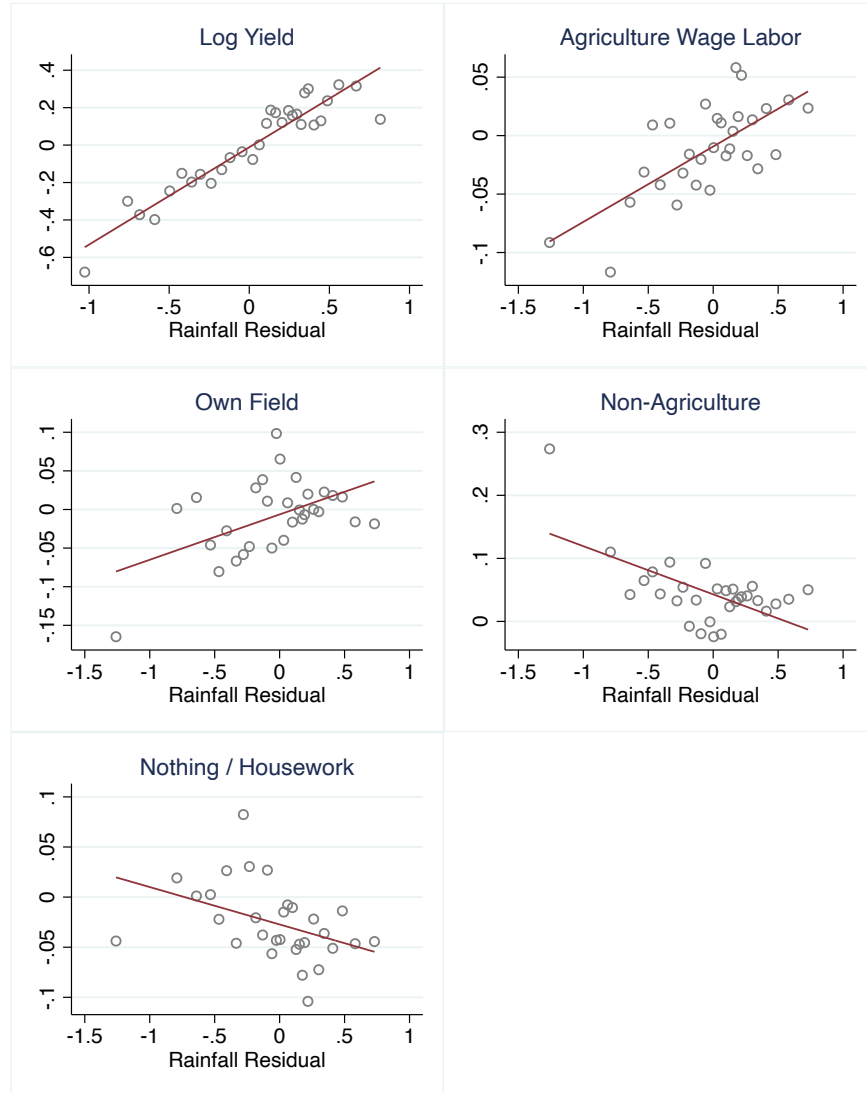 Log Yield
.4
.2
0
-.2
-.4
-.6
-1 -.5 0 .5 1
Rainfall Residual
Agriculture Wage Labor
.05
0
-.05
-.1
-1.5 -1 -.5 0 .5 1
Rainfall Residual
Own Field
.1
.05
0
-.05
-.1
-.15
-1.5 -1 -.5 0 .5 1
Rainfall Residual
Non-Agriculture
.3
.2
.1
0
-1.5 -1 -.5 0 .5 1
Rainfall Residual
Nothing / Housework
.1
.05
0
-.05
-.1
-1.5 -1 -.5 0 .5 1
Rainfall Residual